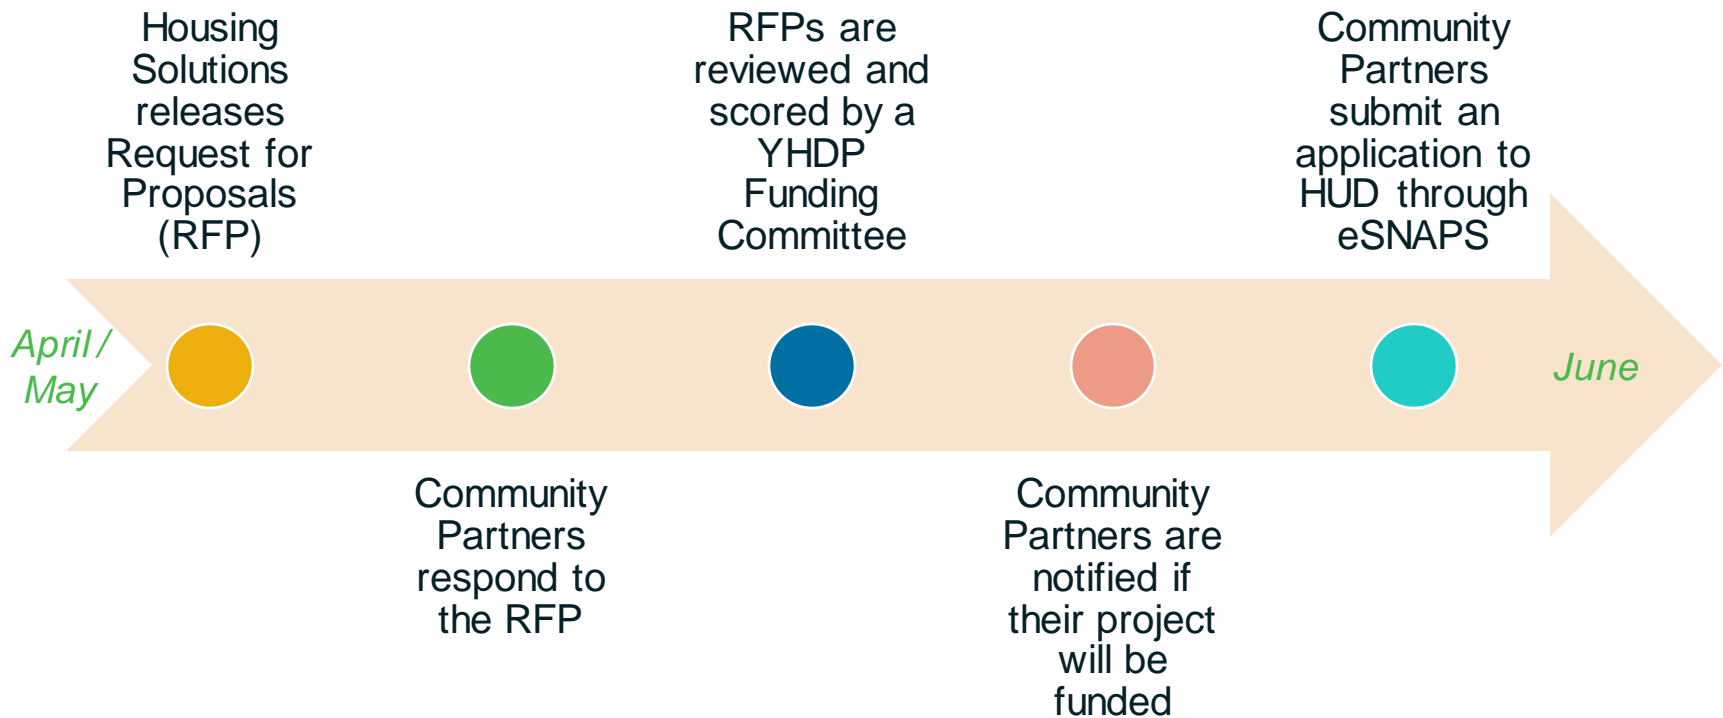 Housing
Solutions
releases
Request for
Proposals
(RFP)
RFPs are
reviewed and
scored by a
YHDP
Funding
Committee
Community
Partners
submit an
application to
HUD through
eSNAPS
April /
May
June
Community
Partners
respond to
the RFP
Community
Partners are
notified if
their project
will be
funded